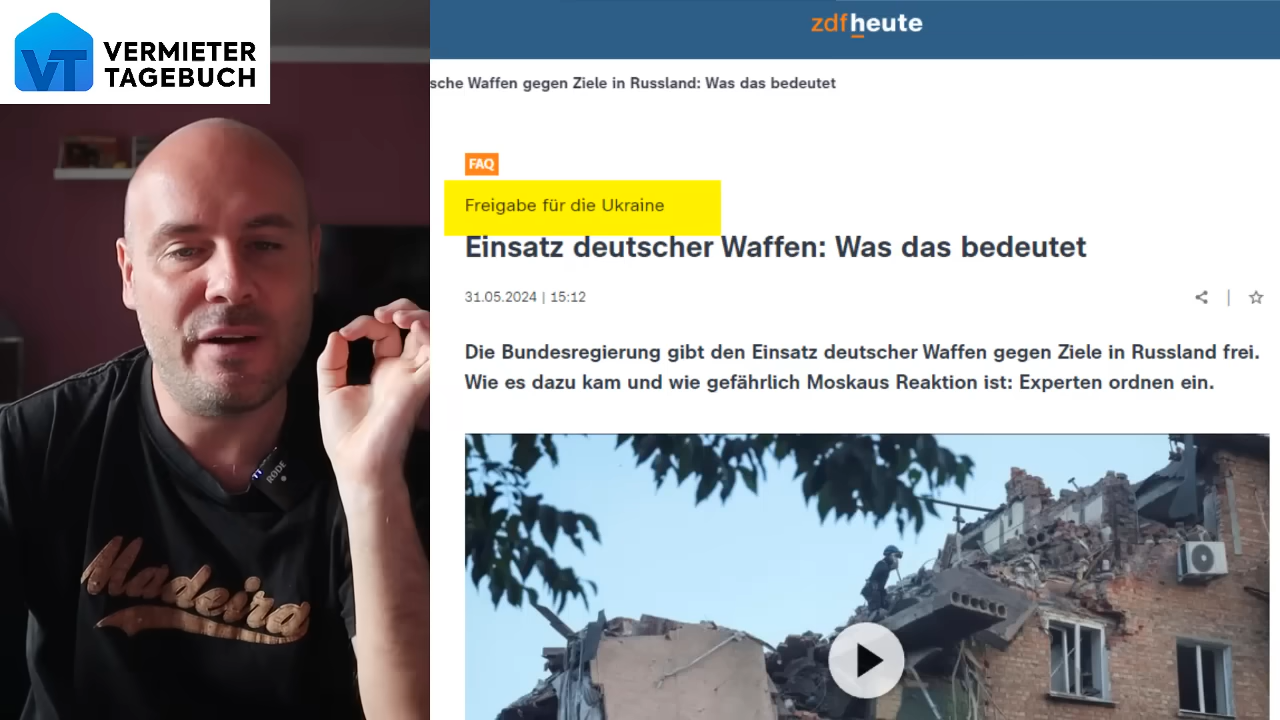 VT VERMIETER
TAGEBUCH
zdfheute
sche Waffen gegen Ziele in Russland: Was das bedeutet
FAQ
Freigabe für die Ukraine
Einsatz deutscher Waffen: Was das bedeutet
31.05.2024 | 15:12
Die Bundesregierung gibt den Einsatz deutscher Waffen gegen Ziele in Russland frei.
Wie es dazu kam und wie gefährlich Moskaus Reaktion ist: Experten ordnen ein.
RØDE
Madeira